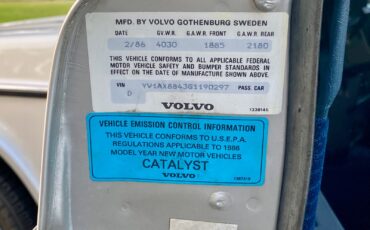 MFD. BY VOLVO GOTHENBURG SWEDEN
DATE G.V.W.R. G.A.W.R. FRONT G.A.W.R. REAR
2/86 4030 1885 2180
THIS VEHICLE CONFORMS TO ALL APPLICABLE FEDERAL
MOTOR VEHICLE SAFETY AND BUMPER STANDARDS IN
EFFECT ON THE DATE OF MANUFACTURE SHOWN ABOVE.
VIN YV1AX8843G1190297 PASS CAR
D
VOLVO
VEHICLE EMISSION CONTROL INFORMATION
THIS VEHICLE CONFORMS TO U.S.E.P.A.
REGULATIONS APPLICABLE TO 1986
MODEL YEAR NEW MOTOR VEHICLES
CATALYST
VOLVO